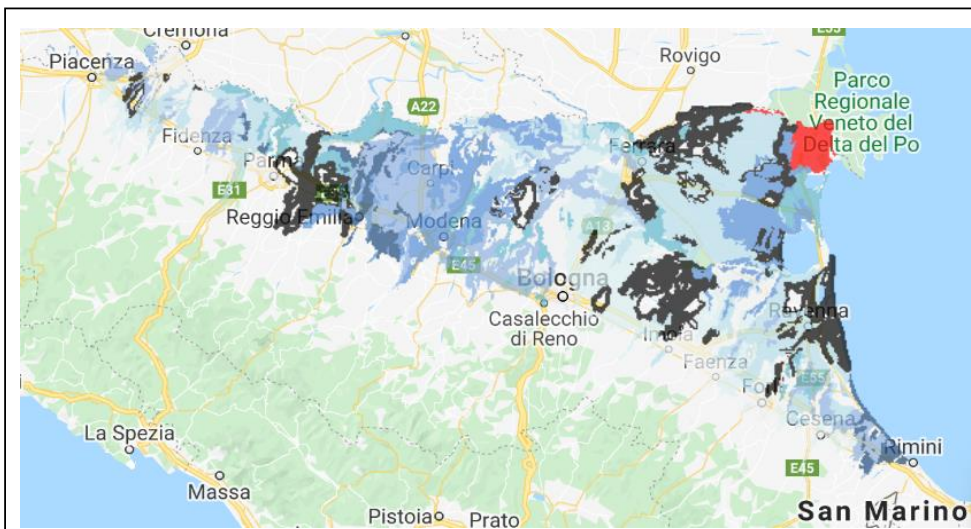 Cremona
E55
Piacenza
Rovigo
Parco
Regionale
Veneto del
Delta del Po
A22
Fidenza
Ferrara
Parma
Carpi
E31
Reggio Emilia
Modena
A13
E45
Bologna
Ravenna
Casalecchio
di Reno
Imola
Faenza
E55
Cesena
La Spezia
Rimini
E45
Massa
San Marino
Pistoia
Prato